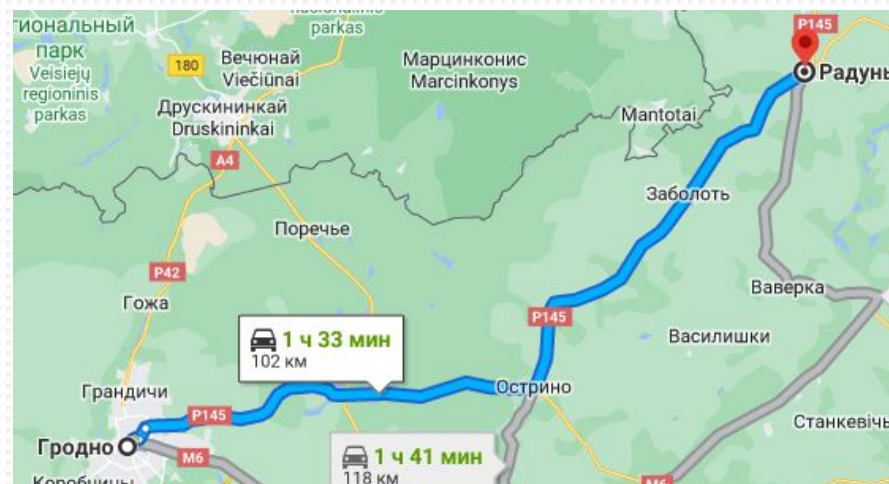 гиональный
парк
Veisiejų
regioninis
parkas
parkas
180
Вечюнай
Viečiūnai
Марцинконис
Marcinkonys
P145
Радунь
Друскининкай
Druskininkai
Mantotai
A4
Заболоть
Поречье
P42
Гожа
Ваверка
P145
1 ч 33 мин
102 км
Василишки
Грандичи
Острино
P145
Станкевичь
Гродно
M6
1 ч 41 мин
118 км
M6
Коробчицы